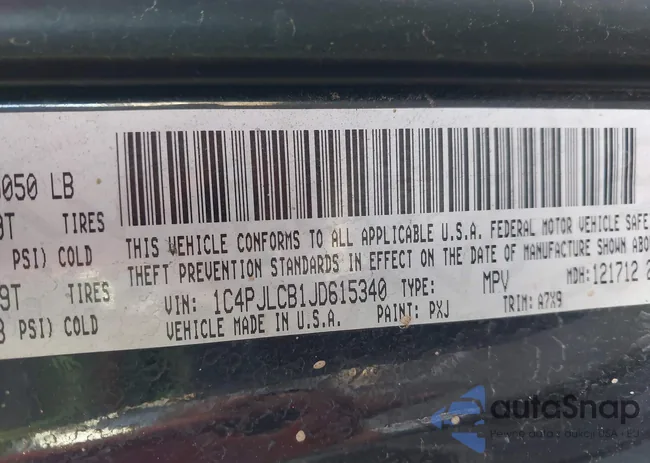 050 LB
9T TIRES
PSI) COLD
9T TIRES
PSI) COLD
THIS VEHICLE CONFORMS TO ALL APPLICABLE U.S.A. FEDERAL MOTOR VEHICLE SAFE
THEFT PREVENTION STANDARDS IN EFFECT ON THE DATE OF MANUFACTURE SHOWN ABO
VIN: 1C4PJLCB1JD615340 TYPE: MPV MDH: 121712
VEHICLE MADE IN U.S.A. PAINT: PXJ TRIM: A7X9
autoSnap